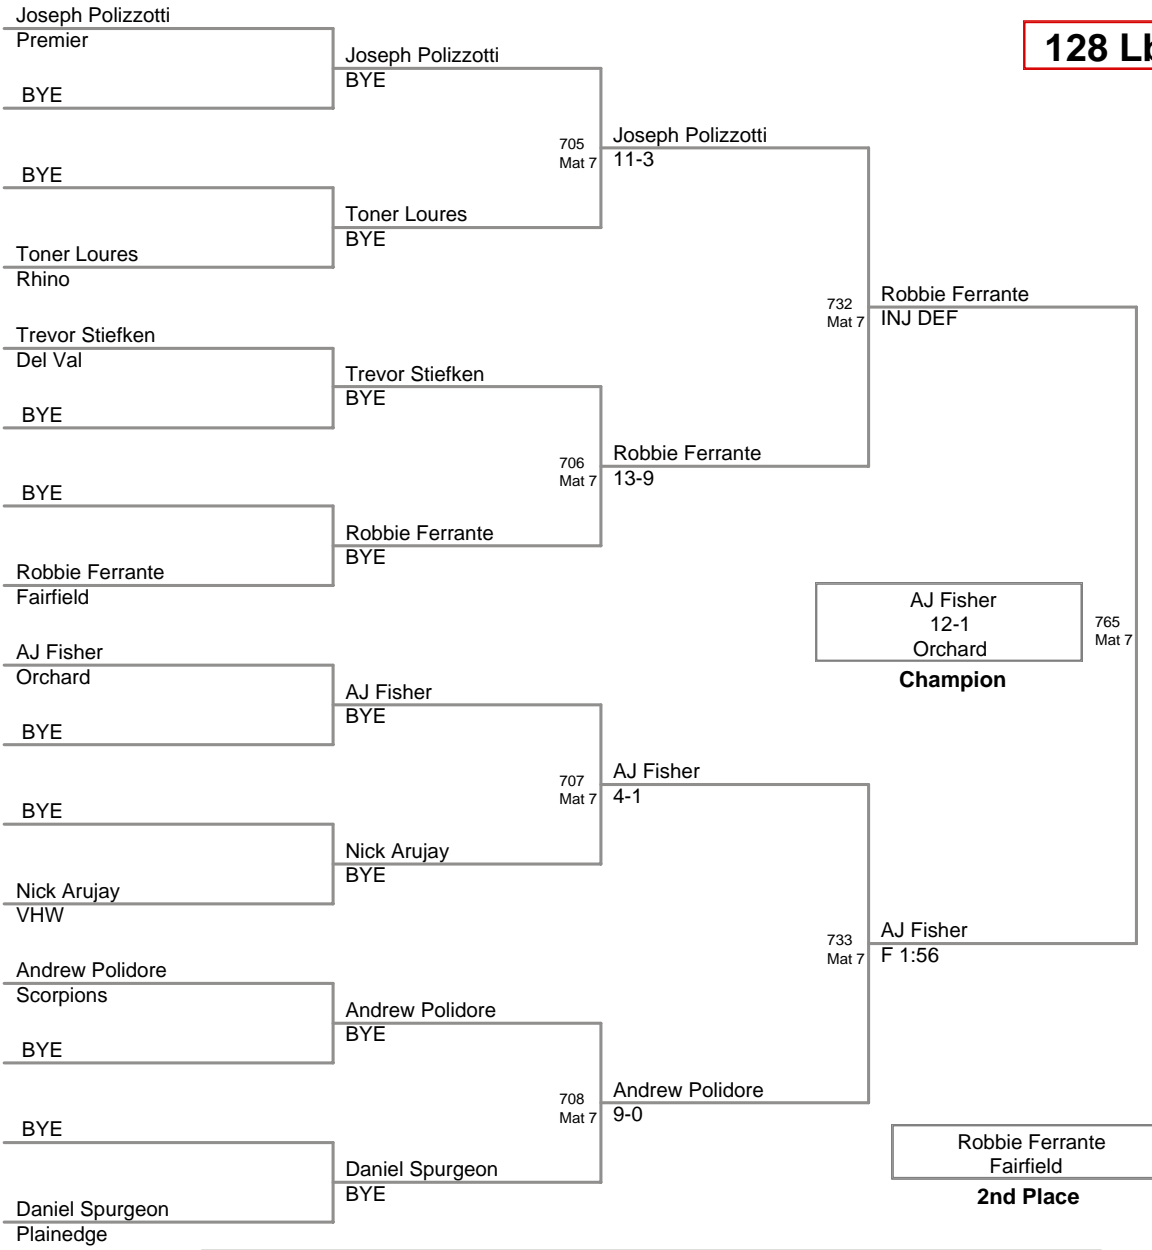 Joseph Polizzotti
Premier
BYE
BYE
Toner Loures
Rhino
Trevor Stiefken
Del Val
BYE
BYE
Robbie Ferrante
Fairfield
AJ Fisher
Orchard
BYE
BYE
Nick Arujay
VHW
Andrew Polidore
Scorpions
BYE
BYE
Daniel Spurgeon
Plainedge
Joseph Polizzotti
BYE
Toner Loures
BYE
Trevor Stiefken
BYE
Robbie Ferrante
BYE
AJ Fisher
BYE
Nick Arujay
BYE
Andrew Polidore
BYE
Daniel Spurgeon
BYE
705
Mat 7
Joseph Polizzotti
11-3
706
Mat 7
Robbie Ferrante
13-9
707
Mat 7
AJ Fisher
4-1
708
Mat 7
Andrew Polidore
9-0
732
Mat 7
Robbie Ferrante
INJ DEF
733
Mat 7
AJ Fisher
F 1:56
128 Lb
AJ Fisher
12-1
Orchard
Champion
765
Mat 7
Robbie Ferrante
Fairfield
2nd Place